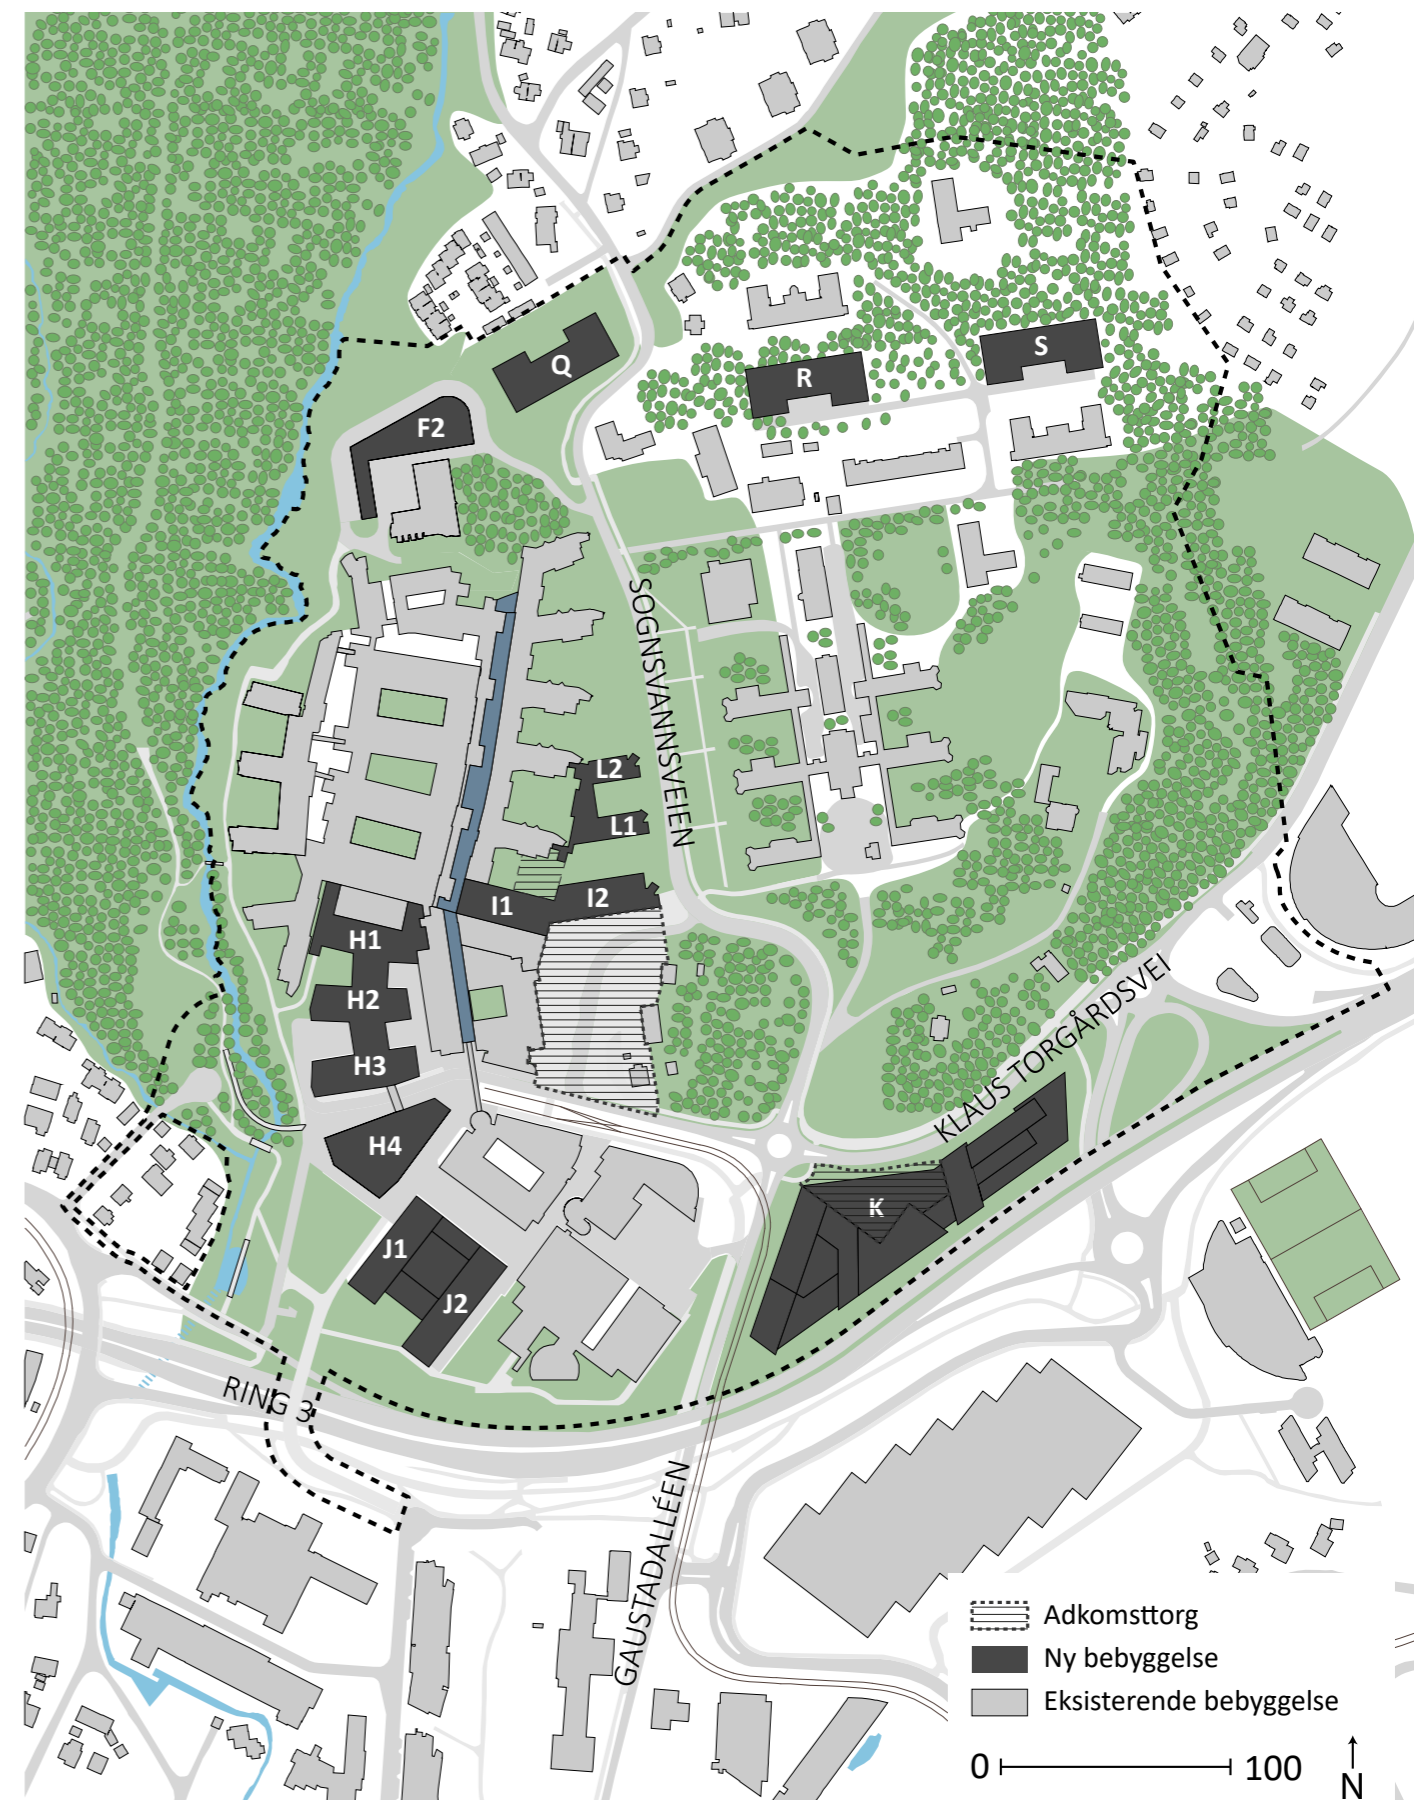 S
Q
R
F2
SOGNSVANNSVEIEN
L2
L1
I1
I2
H1
H2
H3
KLAUS TORGÅRDSVEI
H4
K
J1
J2
RING 3
GAUSTADALLÉEN
Adkomsttorg
Ny bebyggelse
Eksisterende bebyggelse
0 100
N